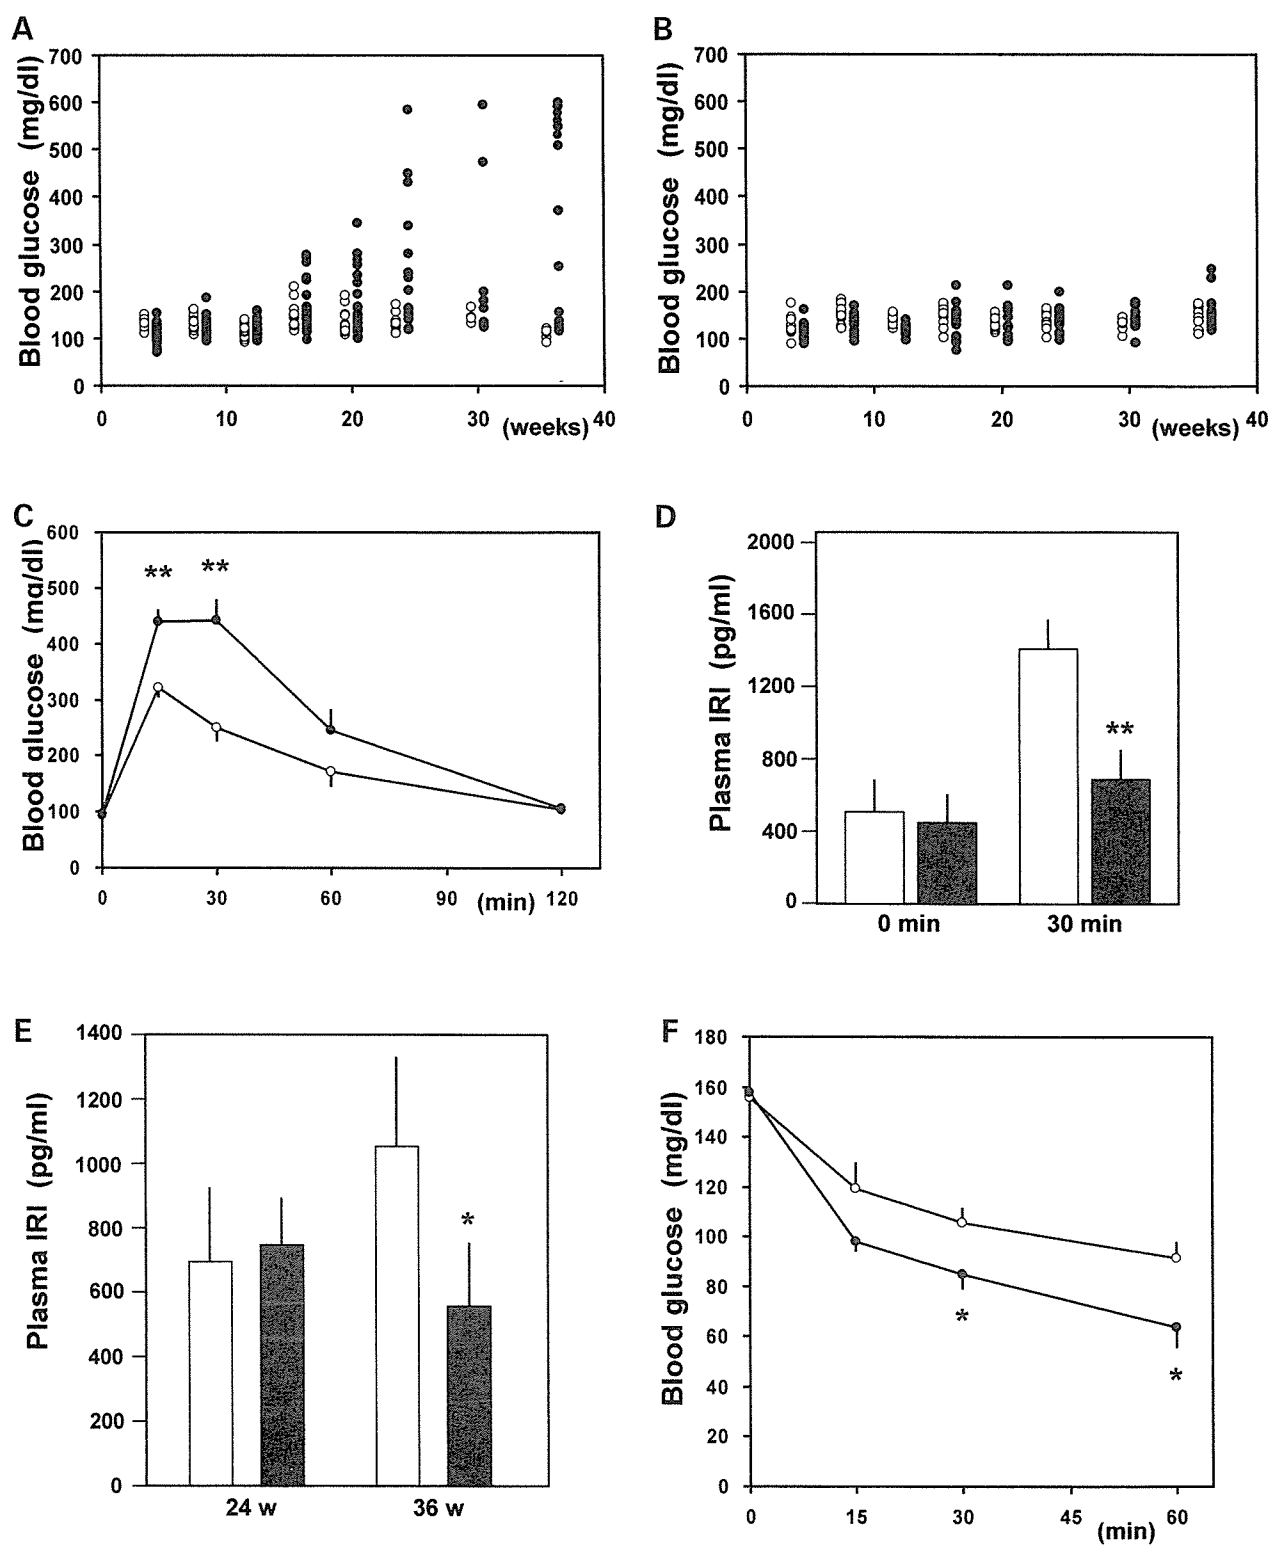 A
B
Blood glucose (mg/dl)
700
600
500
400
300
200
100
0
0 10 20 30 (weeks) 40
Blood glucose (mg/dl)
700
600
500
400
300
200
100
0
0 10 20 30 (weeks) 40
C
D
Blood glucose (mg/dl)
600
500
400
300
200
100
0
** **
0 30 60 90 (min) 120
Plasma IRI (pg/ml)
2000
1600
1200
800
400
0
**
0 min 30 min
E
F
Plasma IRI (pg/ml)
1400
1200
1000
800
600
400
200
0
*
24 w 36 w
Blood glucose (mg/dl)
180
160
140
120
100
80
60
40
20
0
*
*
0 15 30 45 60
(min)